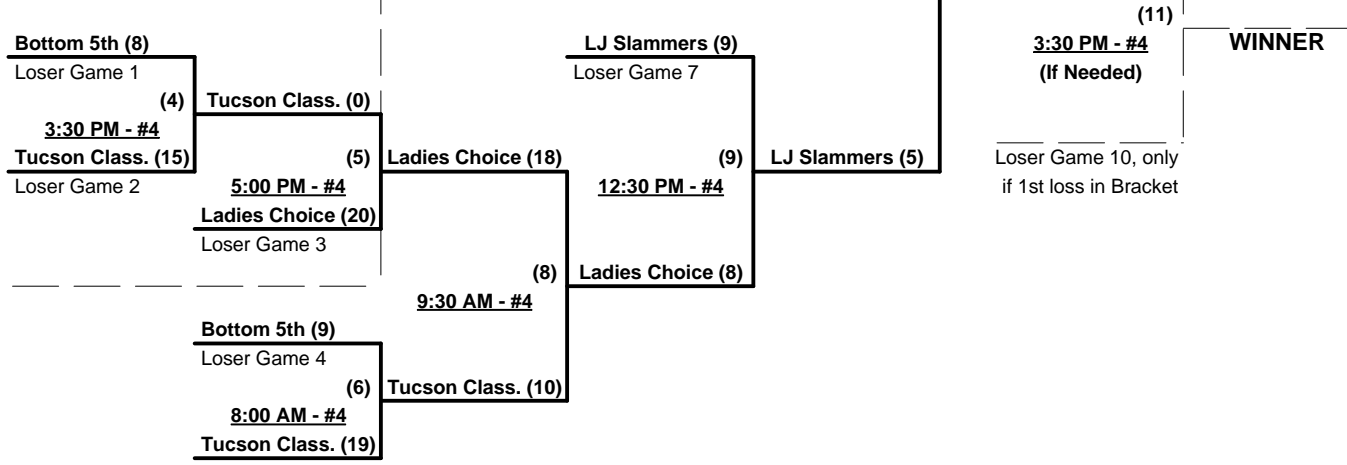 (11)
Bottom 5th (8)
LJ Slammers (9)
3:30 PM - #4
WINNER
Loser Game 1
Loser Game 7
(If Needed)
(4)
Tucson Class. (0)
3:30 PM - #4
Tucson Class. (15)
(5)
Ladies Choice (18)
(9)
LJ Slammers (5)
Loser Game 10, only
Loser Game 2
5:00 PM - #4
12:30 PM - #4
if 1st loss in Bracket
Ladies Choice (20)
Loser Game 3
(8)
Ladies Choice (8)
9:30 AM - #4
Bottom 5th (9)
Loser Game 4
(6)
Tucson Class. (10)
8:00 AM - #4
Tucson Class. (19)